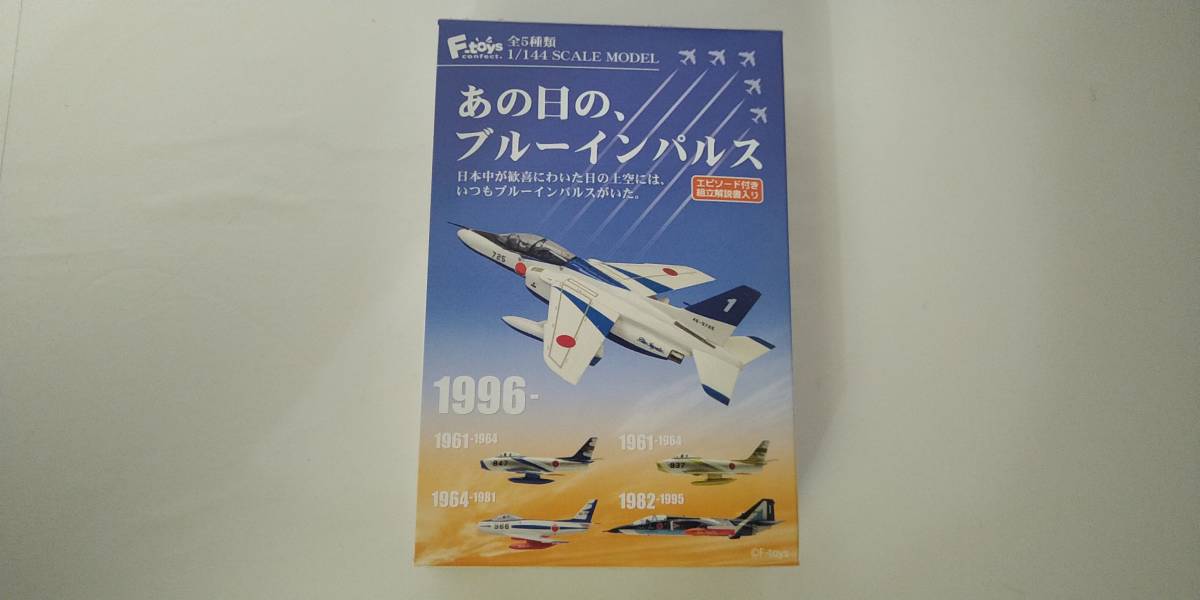 F-toys
confect.
全5種類
1/144 SCALE MODEL
あの日の、
ブルーインパルス
日本中が歓喜にわいた日の上空には、
いつもブルーインパルスがいた。
エピソード付き
組立解説書入り
725
1
1996-
1961-1964
847
1961-1964
837
1964-1981
966
1982-1995
©F-toys